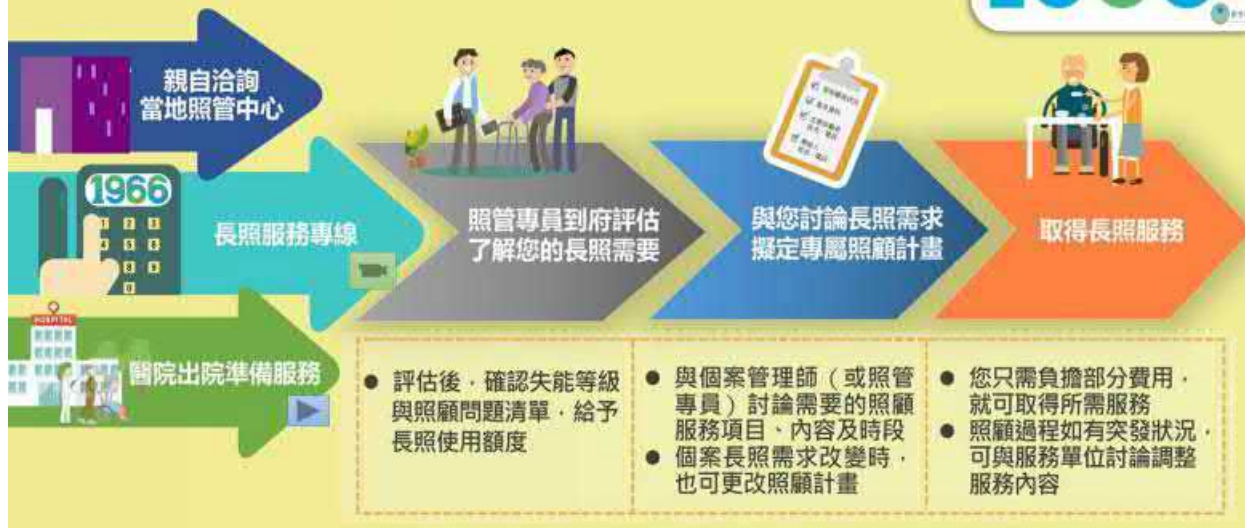 親自洽詢
當地照管中心
1966
長照服務專線
HOSPITAL
醫院出院準備服務
照管專員到府評估
了解您的長照需要
與您討論長照需求
擬定專屬照顧計畫
取得長照服務
● 評估後,確認失能等級
與照顧問題清單,給予
長照使用額度
● 與個案管理師(或照管
專員)討論需要的照顧
服務項目、內容及時段
● 個案長照需求改變時,
也可更改照顧計畫
● 您只需負擔部分費用,
就可取得所需服務
● 照顧過程如有突發狀況,
可與服務單位討論調整
服務內容